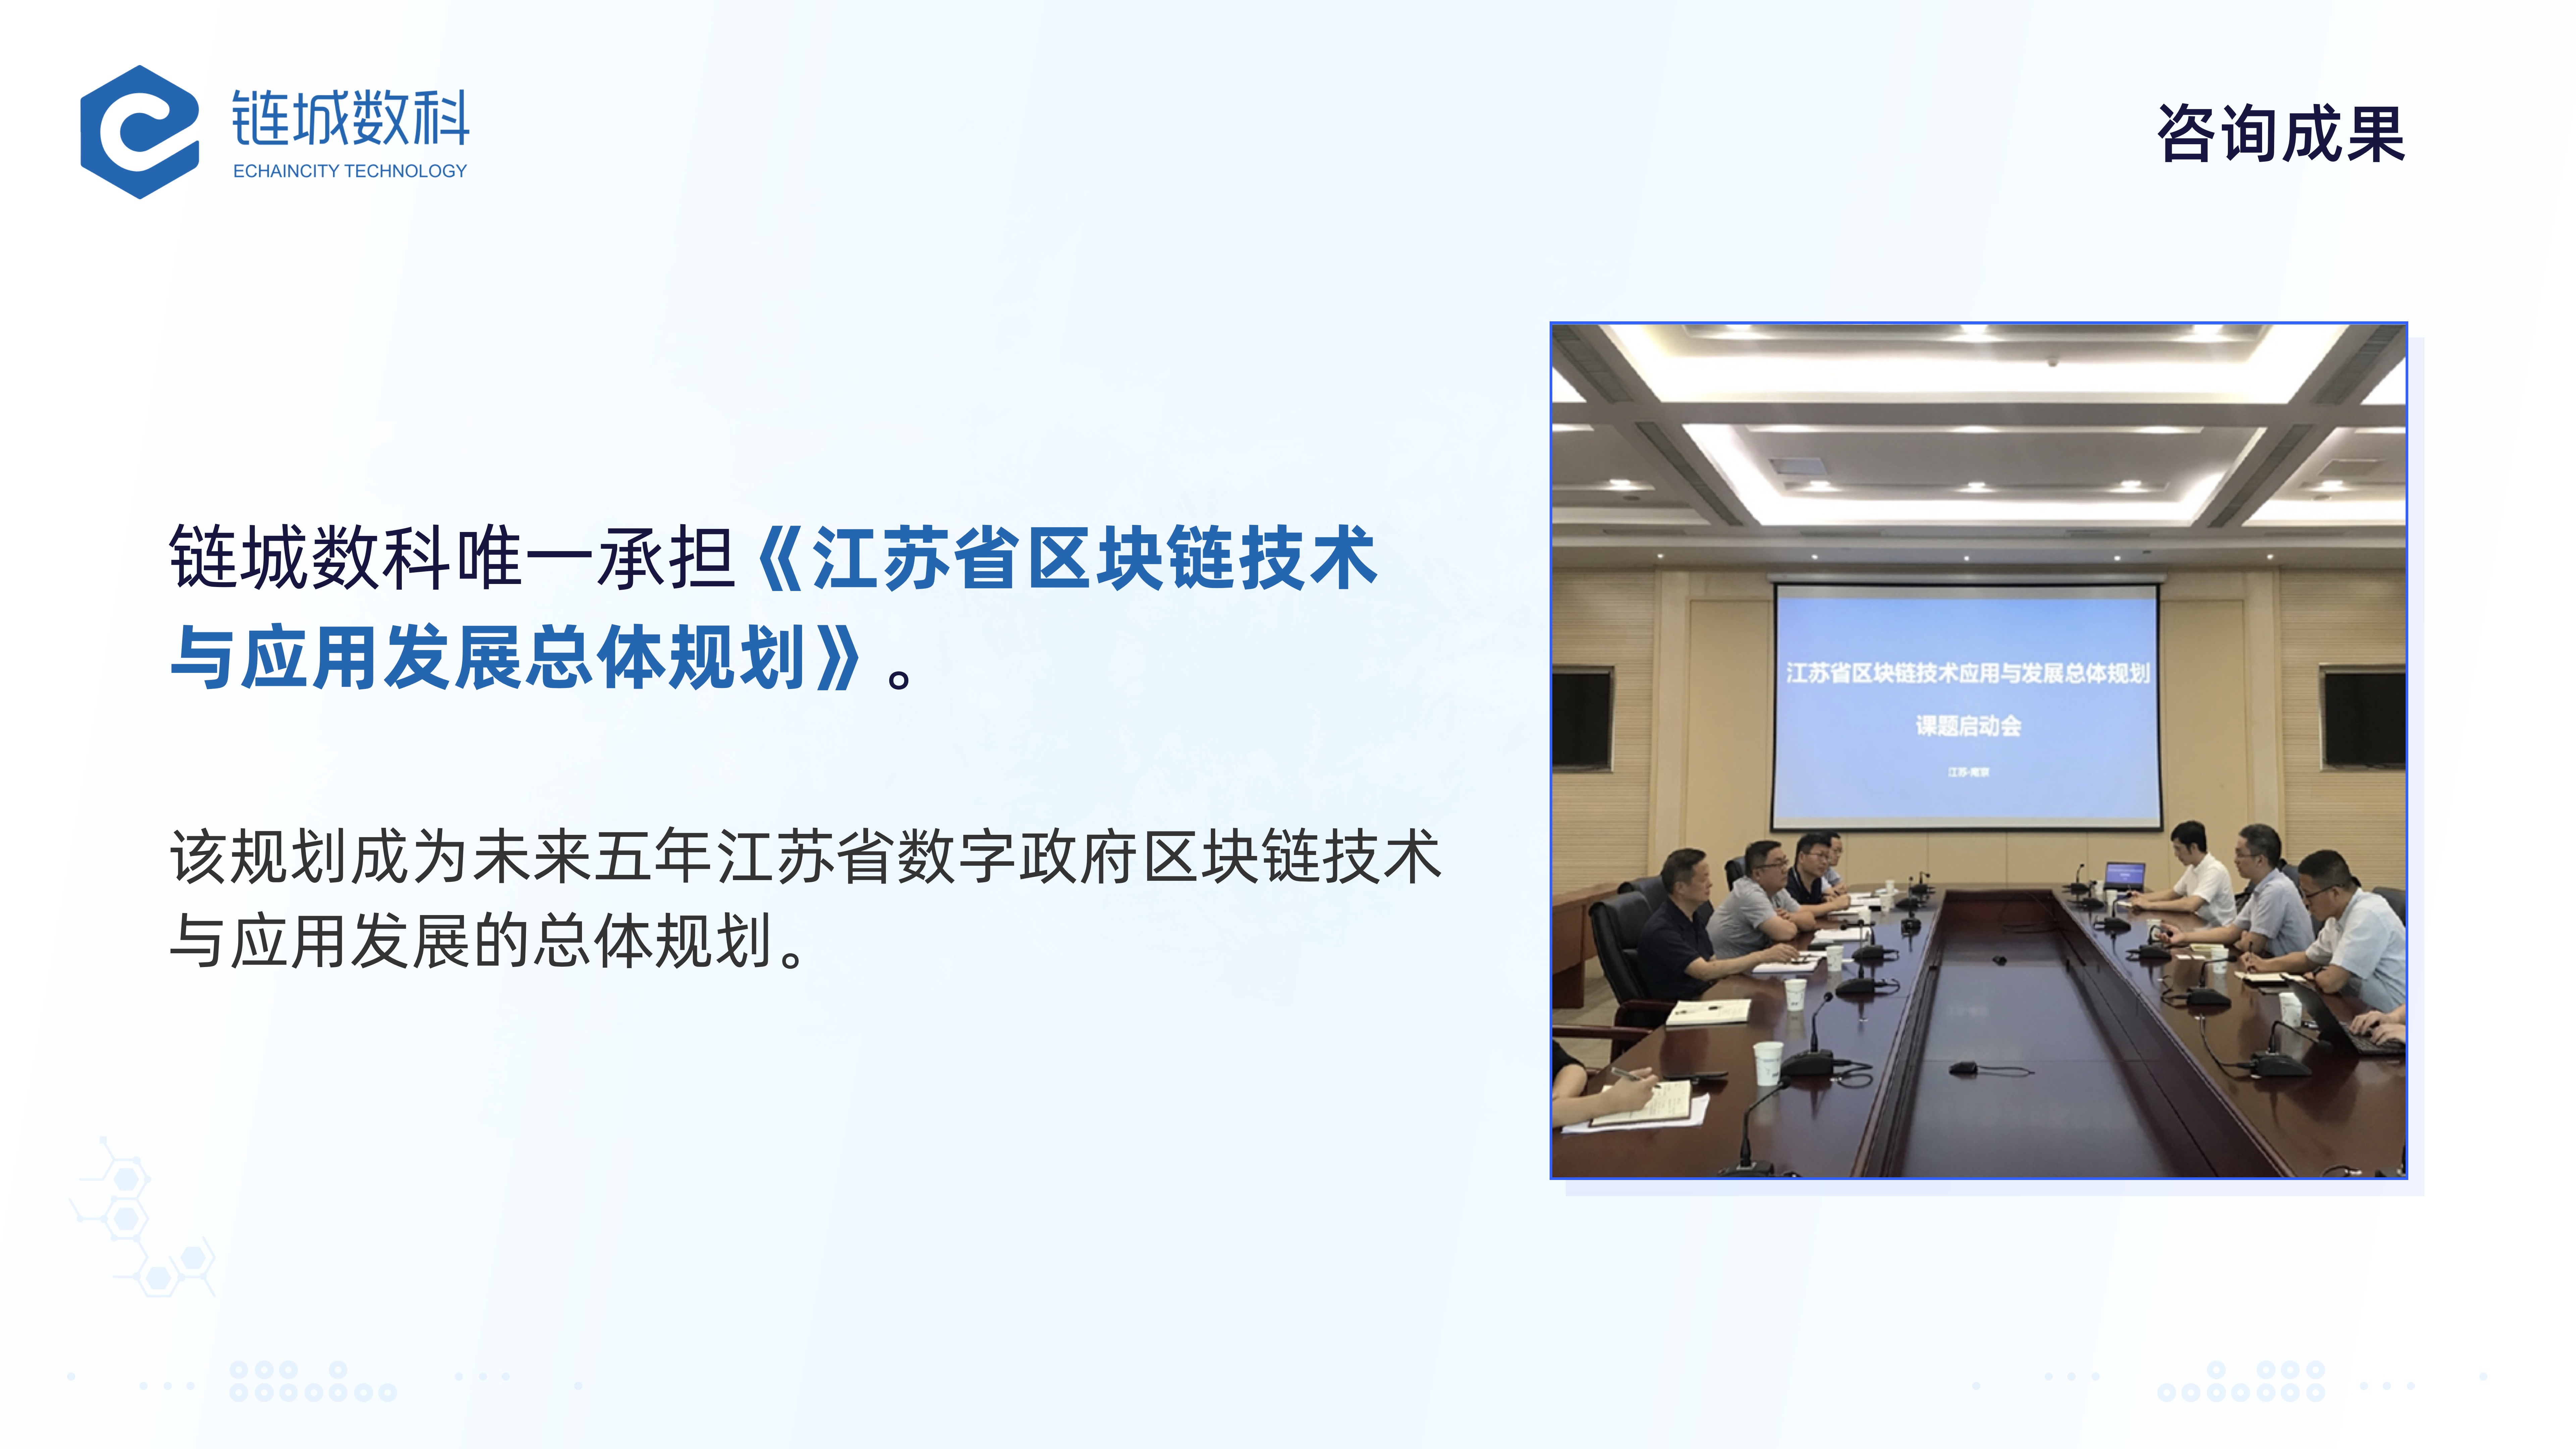 链城数科
ECHAINCITY TECHNOLOGY
咨询成果
链城数科唯一承担《江苏省区块链技术
与应用发展总体规划》。
该规划成为未来五年江苏省数字政府区块链技术
与应用发展的总体规划。
江苏省区块链技术应用与发展总体规划
课题启动会
江苏·南京